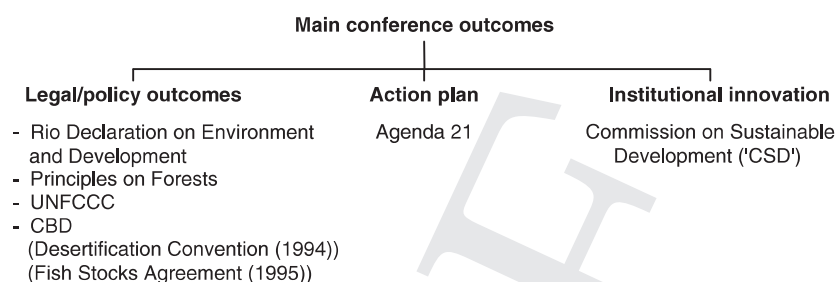 Main conference outcomes
Legal/policy outcomes
- Rio Declaration on Environment
and Development
- Principles on Forests
- UNFCCC
- CBD
(Desertification Convention (1994))
(Fish Stocks Agreement (1995))
Action plan
Agenda 21
Institutional innovation
Commission on Sustainable
Development ('CSD')